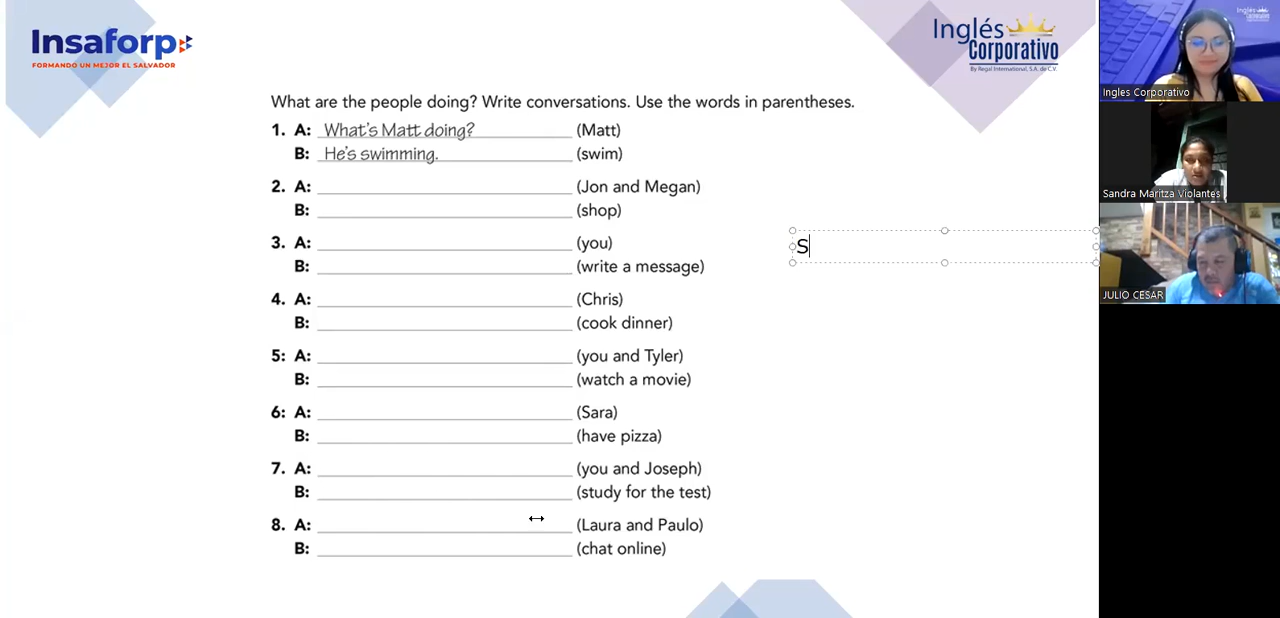 Insaforp
FORMANDO UN MEJOR EL SALVADOR
Inglés
Corporativo
By Regal International, S.A. de C.V.
What are the people doing? Write conversations. Use the words in parentheses.
1. A: What's Matt doing? (Matt)
B: He's swimming. (swim)
2. A: (Jon and Megan)
B: (shop)
3. A: (you)
B: (write a message)
4. A: (Chris)
B: (cook dinner)
5: A: (you and Tyler)
B: (watch a movie)
6: A: (Sara)
B: (have pizza)
7. A: (you and Joseph)
B: (study for the test)
8. A: (Laura and Paulo)
B: (chat online)
S
Inglés
Corporativo
Ingles Corporativo
Sandra Maritza Violantes
JULIO CESAR